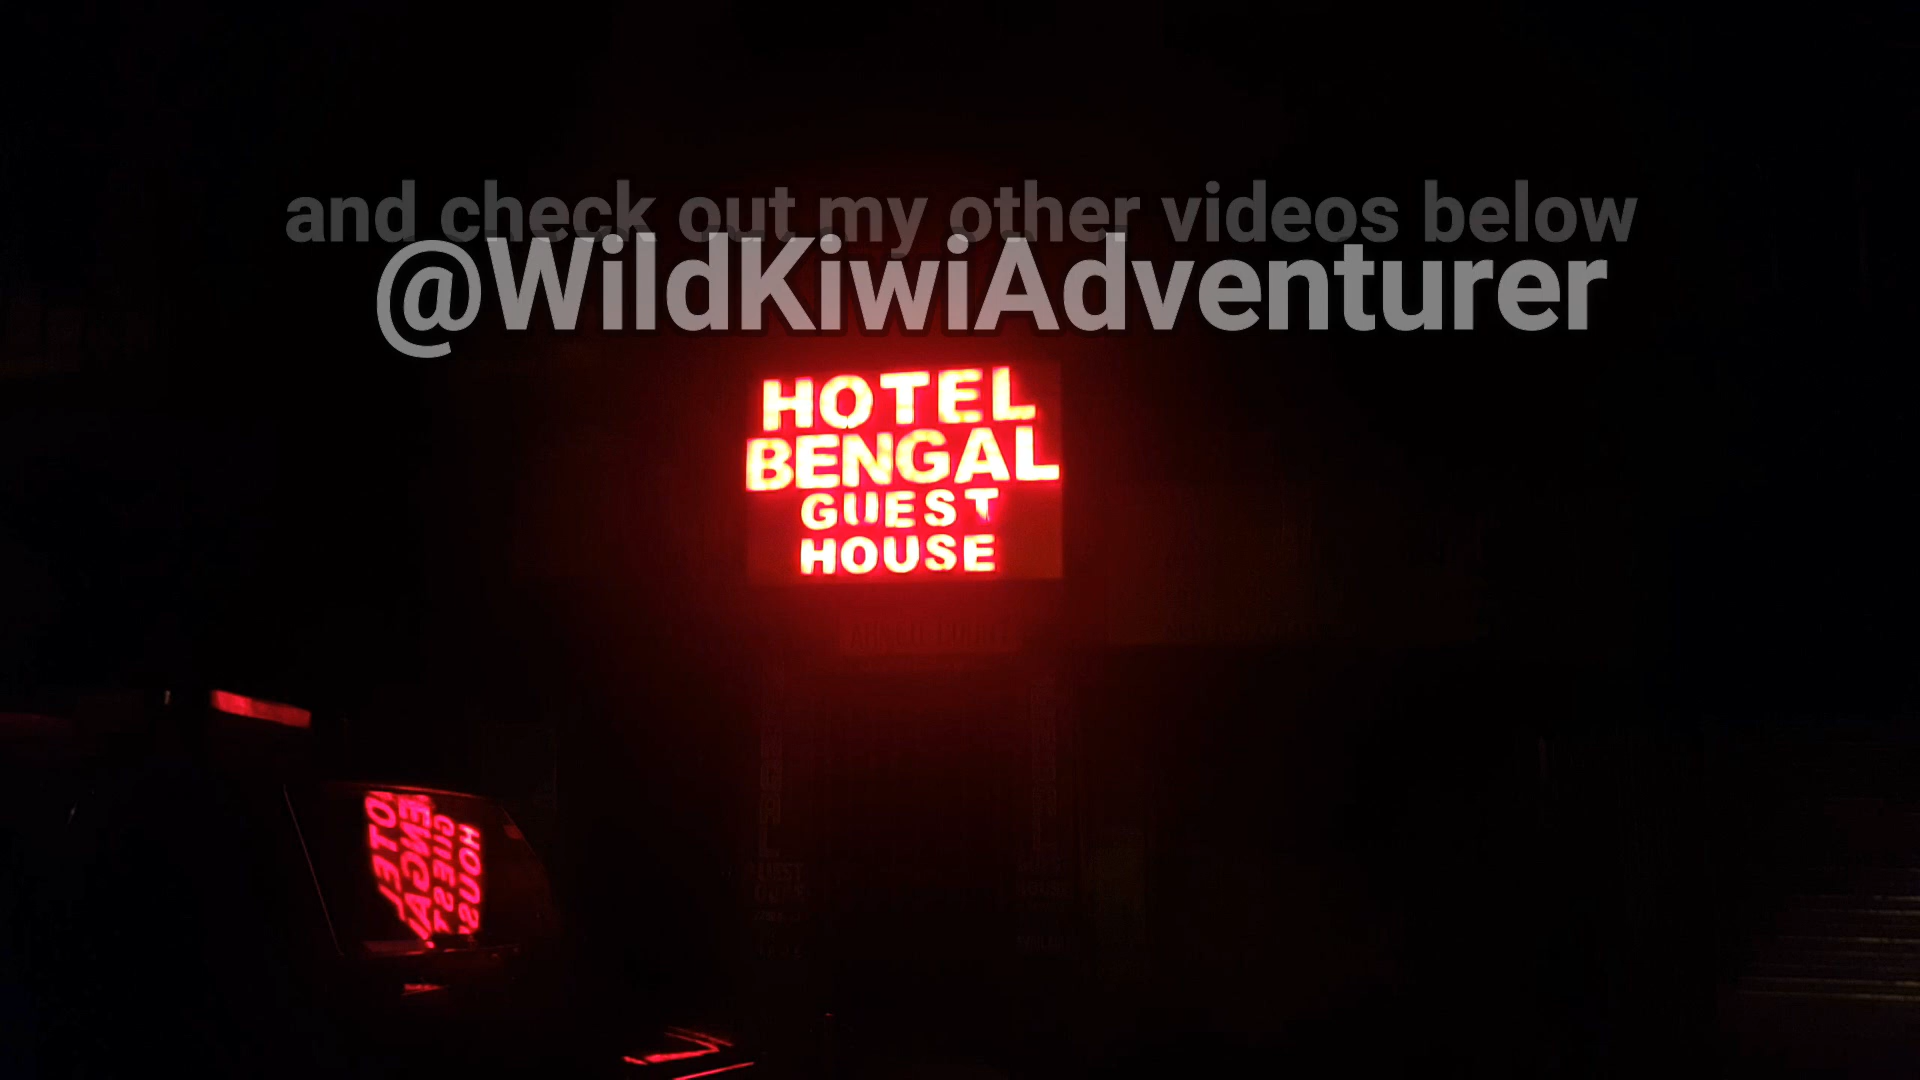 and check out my other videos below
@WildKiwiAdventurer
HOTEL
BENGAL
GUEST
HOUSE